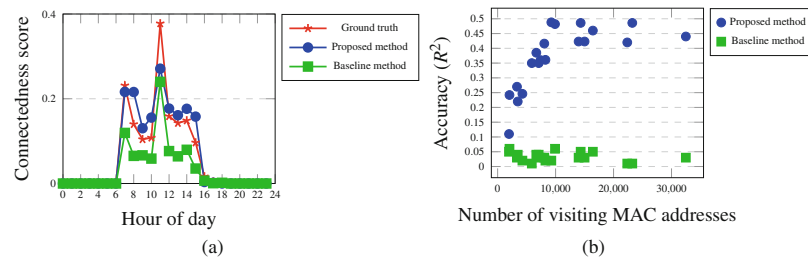 Connectedness score
0.4
0.2
0
0 2 4 6 8 10 12 14 16 18 20 22 24
Hour of day
Ground truth
Proposed method
Baseline method
(a)
Accuracy (R²)
0.5
0.45
0.4
0.35
0.3
0.25
0.2
0.15
0.1
0.05
0
0 10,000 20,000 30,000
Number of visiting MAC addresses
Proposed method
Baseline method
(b)